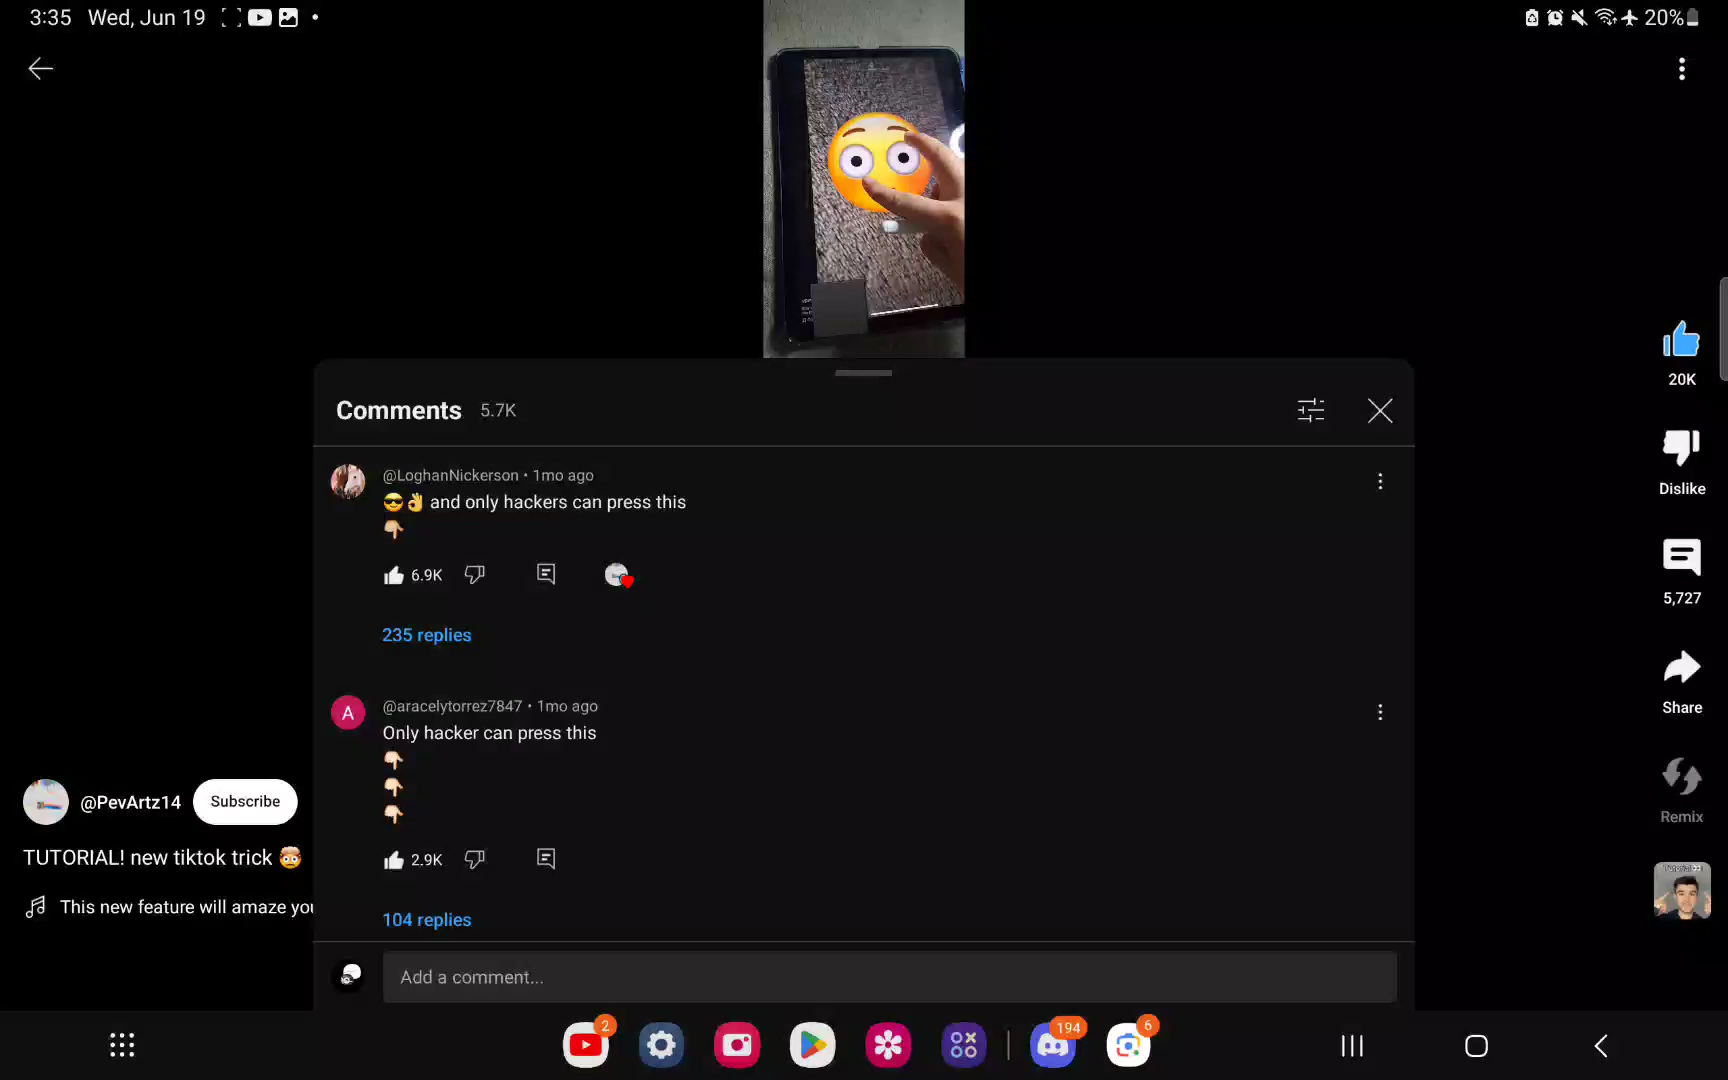 3:35 Wed, Jun 19
20%
Comments 5.7K
@LoghanNickerson • 1mo ago
😎👌 and only hackers can press this
👇🏻
6.9K
235 replies
A
@aracelytorrez7847 • 1mo ago
Only hacker can press this
👇🏻
👇🏻
👇🏻
2.9K
104 replies
Add a comment...
@PevArtz14 Subscribe
TUTORIAL! new tiktok trick 🤯
This new feature will amaze you
20K
Dislike
5,727
Share
Remix
2
194
6